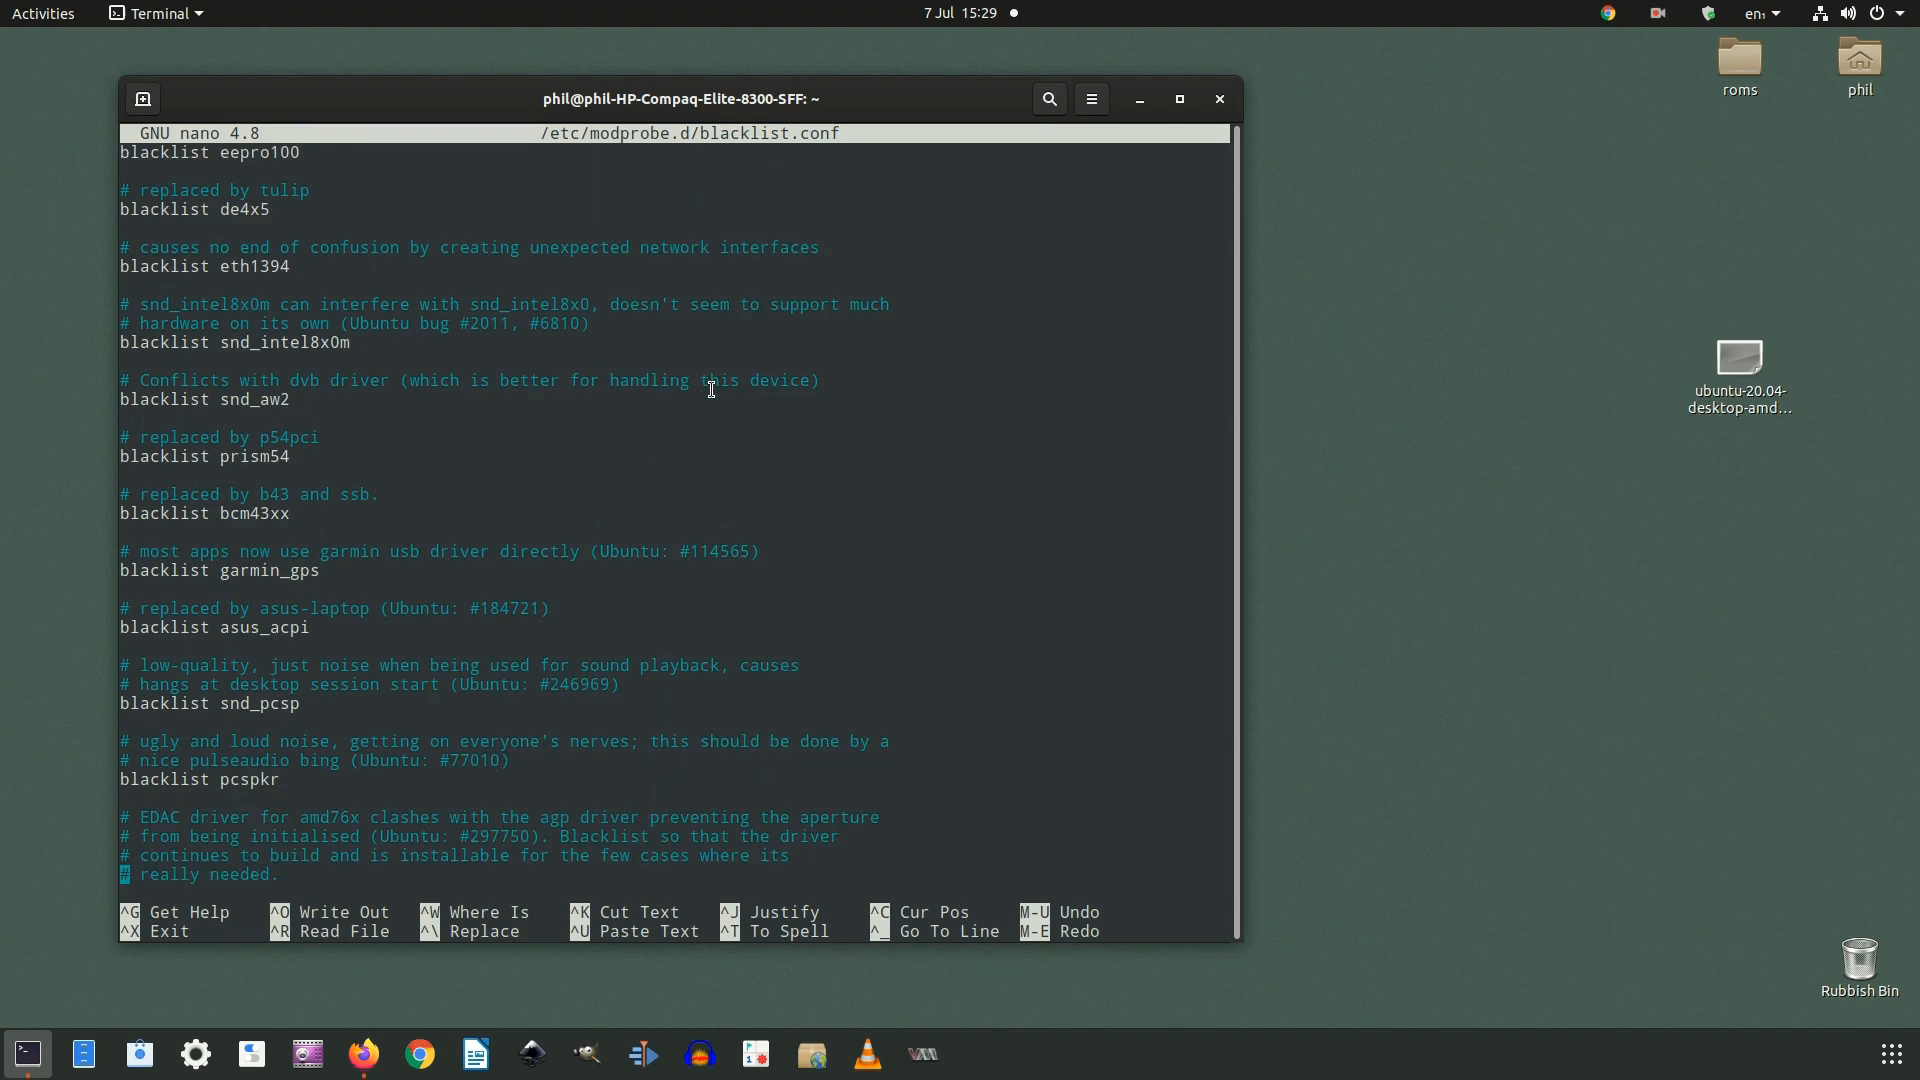 Activities
Terminal
7 Jul 15:29
en₁
phil@phil-HP-Compaq-Elite-8300-SFF: ~
GNU nano 4.8 /etc/modprobe.d/blacklist.conf
blacklist eepro100
# replaced by tulip
blacklist de4x5
# causes no end of confusion by creating unexpected network interfaces
blacklist eth1394
# snd_intel8x0m can interfere with snd_intel8x0, doesn't seem to support much
# hardware on its own (Ubuntu bug #2011, #6810)
blacklist snd_intel8x0m
# Conflicts with dvb driver (which is better for handling this device)
blacklist snd_aw2
# replaced by p54pci
blacklist prism54
# replaced by b43 and ssb.
blacklist bcm43xx
# most apps now use garmin usb driver directly (Ubuntu: #114565)
blacklist garmin_gps
# replaced by asus-laptop (Ubuntu: #184721)
blacklist asus_acpi
# low-quality, just noise when being used for sound playback, causes
# hangs at desktop session start (Ubuntu: #246969)
blacklist snd_pcsp
# ugly and loud noise, getting on everyone's nerves; this should be done by a
# nice pulseaudio bing (Ubuntu: #77010)
blacklist pcspkr
# EDAC driver for amd76x clashes with the agp driver preventing the aperture
# from being initialised (Ubuntu: #297750). Blacklist so that the driver
# continues to build and is installable for the few cases where its
# really needed.
^G Get Help ^O Write Out ^W Where Is ^K Cut Text ^J Justify ^C Cur Pos M-U Undo
^X Exit ^R Read File ^\ Replace ^U Paste Text ^T To Spell ^_ Go To Line M-E Redo
roms
phil
ubuntu-20.04-
desktop-amd...
Rubbish Bin